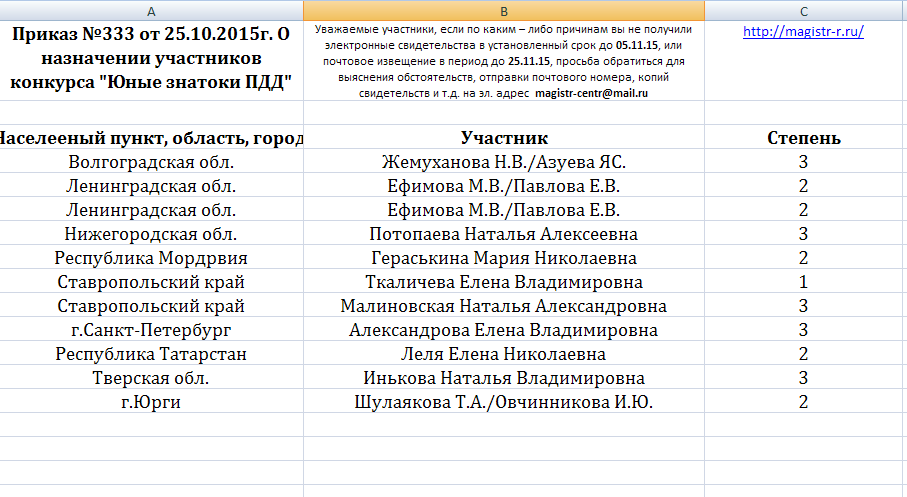 A B C
Приказ №333 от 25.10.2015г. О
назначении участников
конкурса "Юные знатоки ПДД"
Уважаемые участники, если по каким – либо причинам вы не получили
электронные свидетельства в установленный срок до 05.11.15, или
почтовое извещение в период до 25.11.15, просьба обратиться для
выяснения обстоятельств, отправки почтового номера, копий
свидетельств и т.д. на эл. адрес magistr-centr@mail.ru
http://magistr-r.ru/
Населееный пункт, область, город Участник Степень
Волгоградская обл. Жемуханова Н.В./Азуева ЯС. 3
Ленинградская обл. Ефимова М.В./Павлова Е.В. 2
Ленинградская обл. Ефимова М.В./Павлова Е.В. 2
Нижегородская обл. Потопаева Наталья Алексеевна 3
Республика Мордрвия Гераськина Мария Николаевна 2
Ставропольский край Ткаличева Елена Владимировна 1
Ставропольский край Малиновская Наталья Александровна 3
г.Санкт-Петербург Александрова Елена Владимировна 3
Республика Татарстан Леля Елена Николаевна 2
Тверская обл. Инькова Наталья Владимировна 3
г.Юрги Шулаякова Т.А./Овчинникова И.Ю. 2